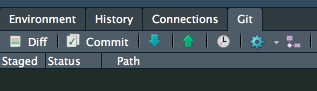 Environment History Connections Git
Diff Commit
Staged Status Path